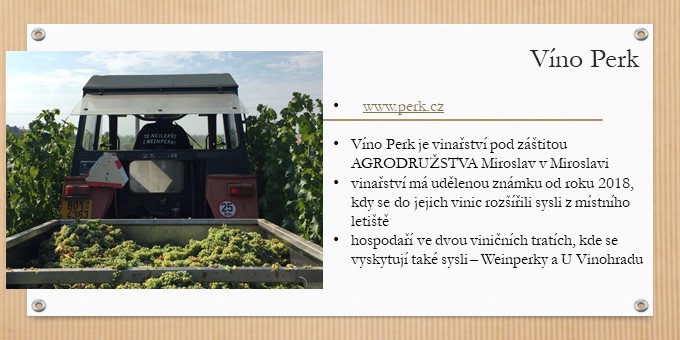 Víno Perk
www.perk.cz
Víno Perk je vinařství pod záštitou
AGRODRUŽSTVA Miroslav v Miroslavi
vinařství má udělenou známku od roku 2018,
kdy se do jejich vinic rozšířili sysli z místního
letiště
hospodaří ve dvou viničních tratích, kde se
vyskytují také sysli – Weinperky a U Vinohradu
25